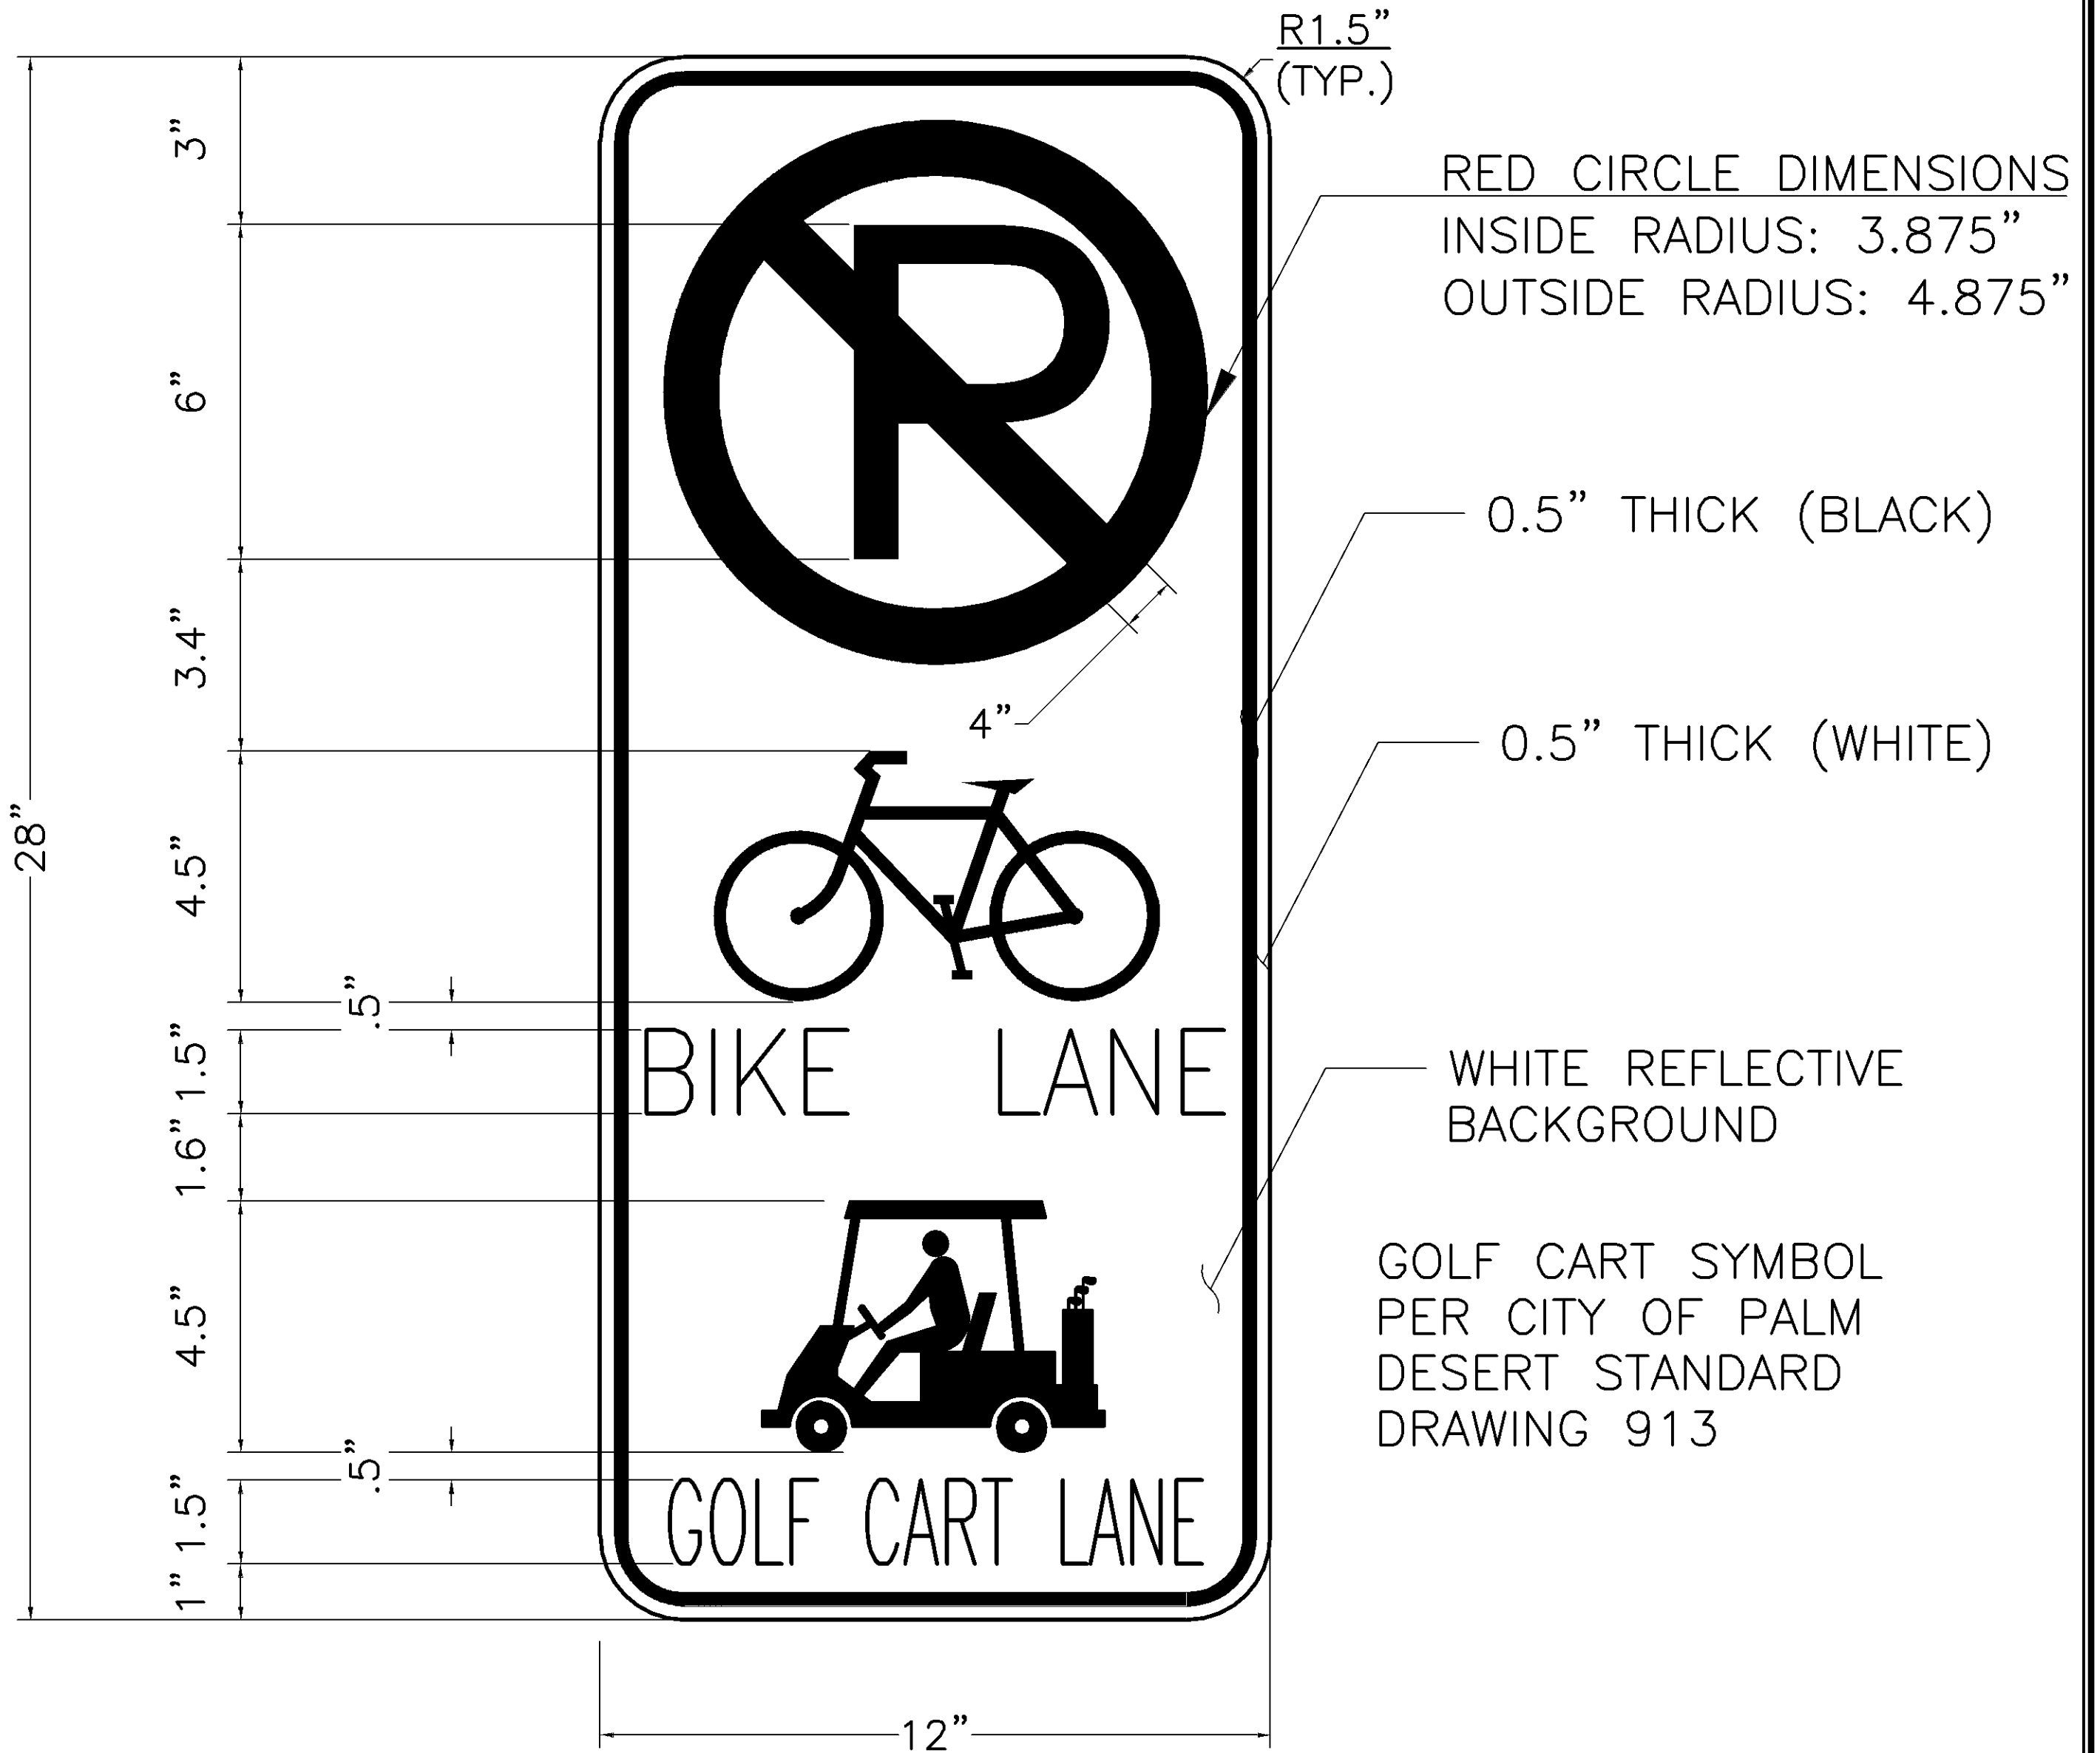 R1.5”
(TYP.)
RED CIRCLE DIMENSIONS
INSIDE RADIUS: 3.875”
OUTSIDE RADIUS: 4.875”
3”
6”
3.4”
4.5”
.5”
1.5”
1.6”
4.5”
.5”
1.5”
1”
28”
P
4”
0.5” THICK (BLACK)
0.5” THICK (WHITE)
BIKE LANE
WHITE REFLECTIVE
BACKGROUND
GOLF CART SYMBOL
PER CITY OF PALM
DESERT STANDARD
DRAWING 913
GOLF CART LANE
12”